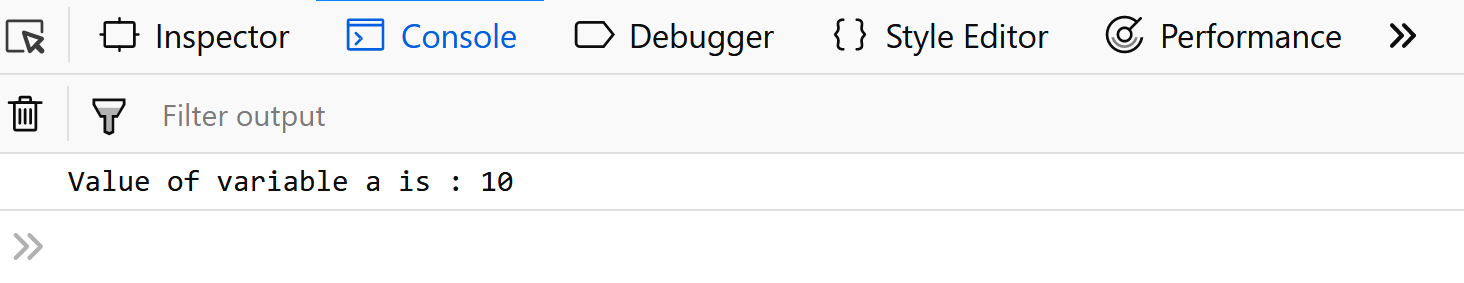 Inspector Console Debugger { } Style Editor Performance
Filter output
Value of variable a is : 10